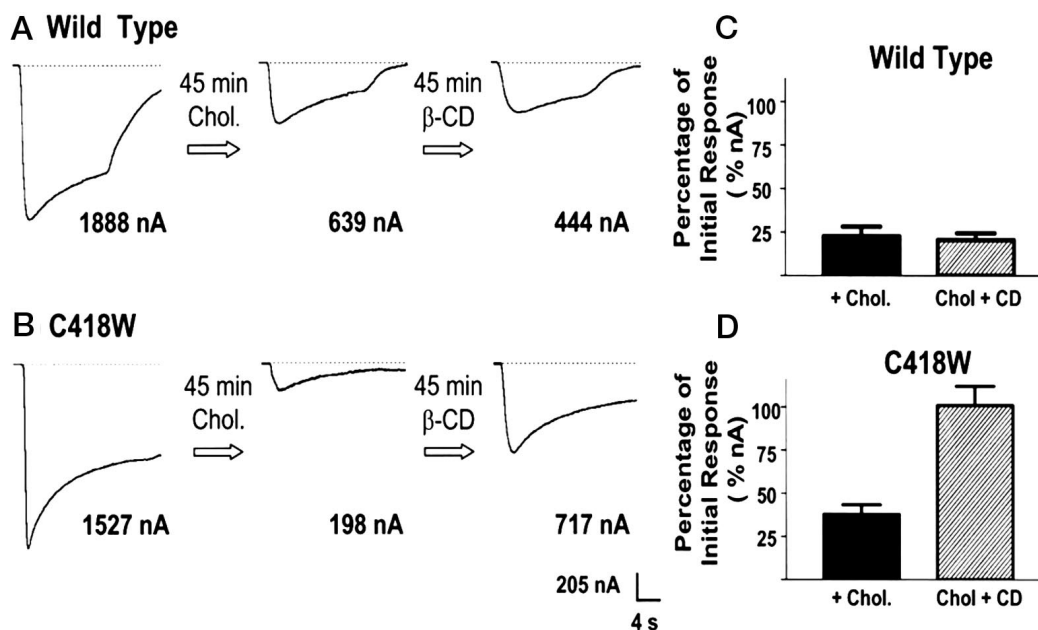 A Wild Type
45 min
Chol.
45 min
β-CD
1888 nA
639 nA
444 nA
B C418W
45 min
Chol.
45 min
β-CD
1527 nA
198 nA
717 nA
205 nA
4 s
C
Wild Type
Percentage of
Initial Response
( % nA)
100
75
50
25
+ Chol.
Chol + CD
D
C418W
Percentage of
Initial Response
( % nA)
100
75
50
25
+ Chol.
Chol + CD